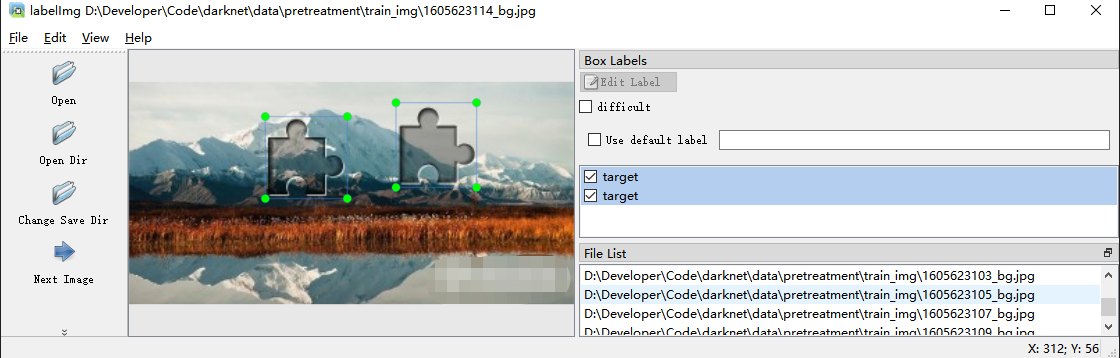 labelImg D:\Developer\Code\darknet\data\pretreatment\train_img\1605623114_bg.jpg
File Edit View Help
Open
Open Dir
Change Save Dir
Next Image
Box Labels
Edit Label
difficult
Use default label
target
target
File List
D:\Developer\Code\darknet\data\pretreatment\train_img\1605623103_bg.jpg
D:\Developer\Code\darknet\data\pretreatment\train_img\1605623105_bg.jpg
D:\Developer\Code\darknet\data\pretreatment\train_img\1605623107_bg.jpg
D:\Developer\Code\darknet\data\pretreatment\train_img\1605623109_bg.jpg
X: 312; Y: 56